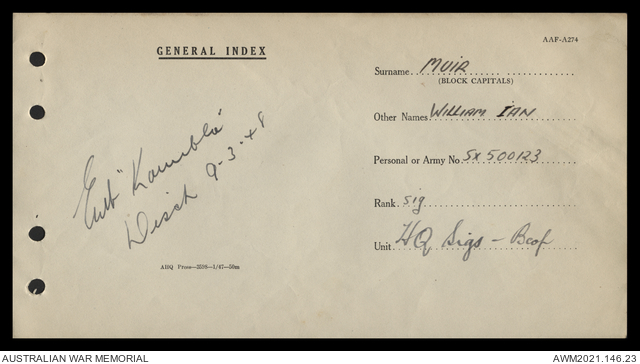 GENERAL INDEX
Emb "Kanimbla"
Disch 9-3-48
AHQ Press—3598—1/47—50m
AAF-A274
Surname MUIR
(BLOCK CAPITALS)
Other Names WILLIAM IAN
Personal or Army No. SX 500123
Rank Sig
Unit HQ Sigs - Bcof
AUSTRALIAN WAR MEMORIAL
AWM2021.146.23